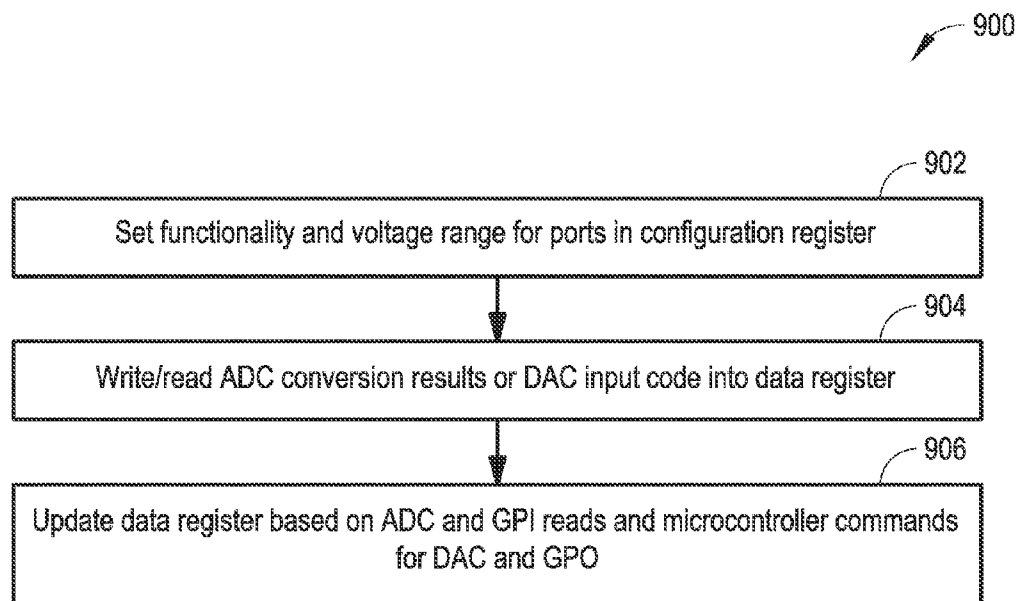 900
902
Set functionality and voltage range for ports in configuration register
904
Write/read ADC conversion results or DAC input code into data register
906
Update data register based on ADC and GPI reads and microcontroller commands
for DAC and GPO